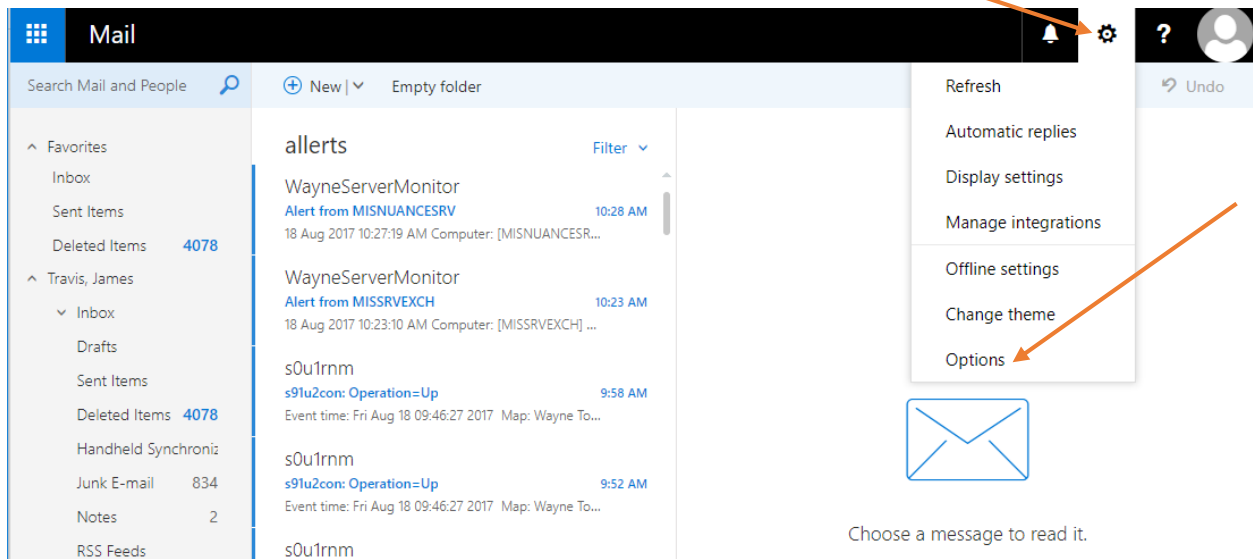 Mail
?
Search Mail and People
New
Empty folder
Undo
Refresh
Automatic replies
Display settings
Manage integrations
Offline settings
Change theme
Options
Favorites
Inbox
Sent Items
Deleted Items 4078
Travis, James
Inbox
Drafts
Sent Items
Deleted Items 4078
Handheld Synchroniz
Junk E-mail 834
Notes 2
RSS Feeds
allerts
Filter
WayneServerMonitor
Alert from MISNUANCESRV 10:28 AM
18 Aug 2017 10:27:19 AM Computer: [MISNUANCESR...
WayneServerMonitor
Alert from MISSRVEXCH 10:23 AM
18 Aug 2017 10:23:10 AM Computer: [MISSRVEXCH] ...
s0u1rnm
s91u2con: Operation=Up 9:58 AM
Event time: Fri Aug 18 09:46:27 2017 Map: Wayne To...
s0u1rnm
s91u2con: Operation=Up 9:52 AM
Event time: Fri Aug 18 09:46:27 2017 Map: Wayne To...
s0u1rnm
Choose a message to read it.